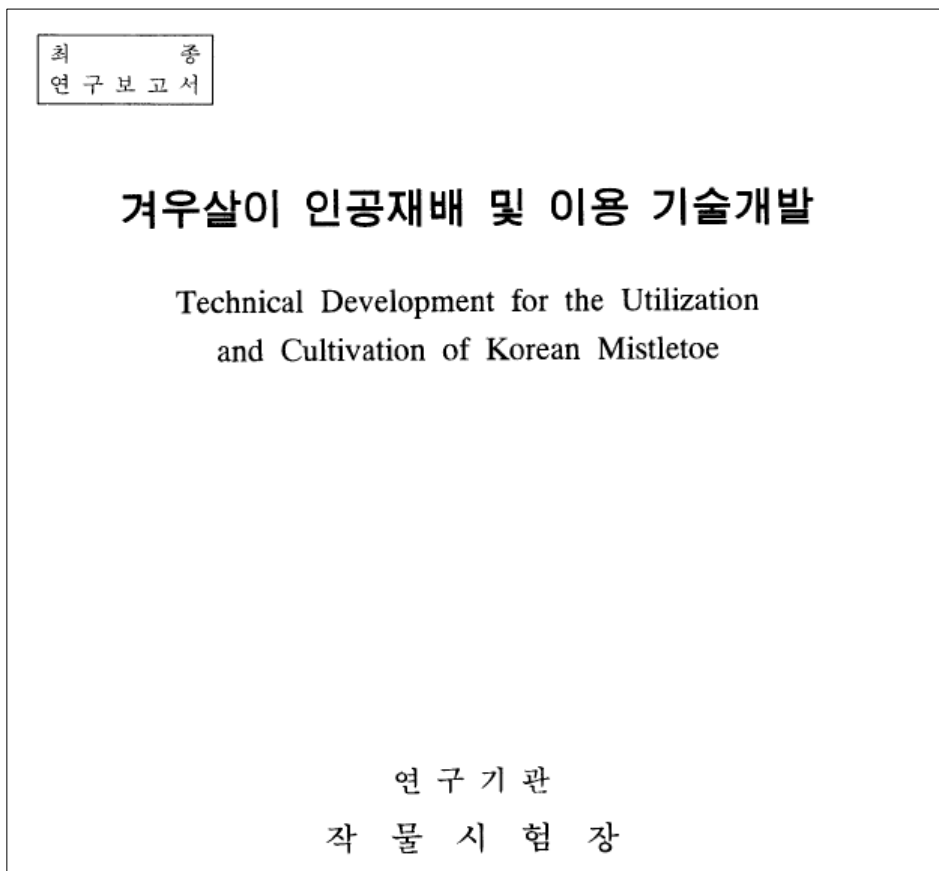 최 종
연구보고서
겨우살이 인공재배 및 이용 기술개발
Technical Development for the Utilization
and Cultivation of Korean Mistletoe
연구기관
작물시험장